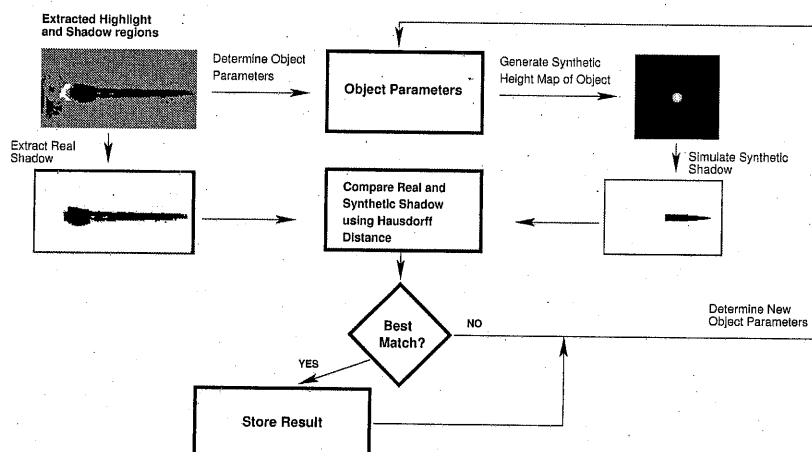 Extracted Highlight
and Shadow regions
Determine Object
Parameters
Object Parameters
Generate Synthetic
Height Map of Object
Extract Real
Shadow
Simulate Synthetic
Shadow
Compare Real and
Synthetic Shadow
using Hausdorff
Distance
Best
Match?
NO
Determine New
Object Parameters
YES
Store Result